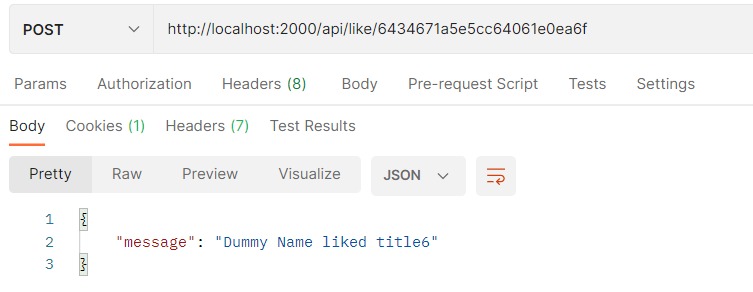 POST http://localhost:2000/api/like/6434671a5e5cc64061e0ea6f
Params Authorization Headers (8) Body Pre-request Script Tests Settings
Body Cookies (1) Headers (7) Test Results
Pretty Raw Preview Visualize JSON
1 {
2 "message": "Dummy Name liked title6"
3 }